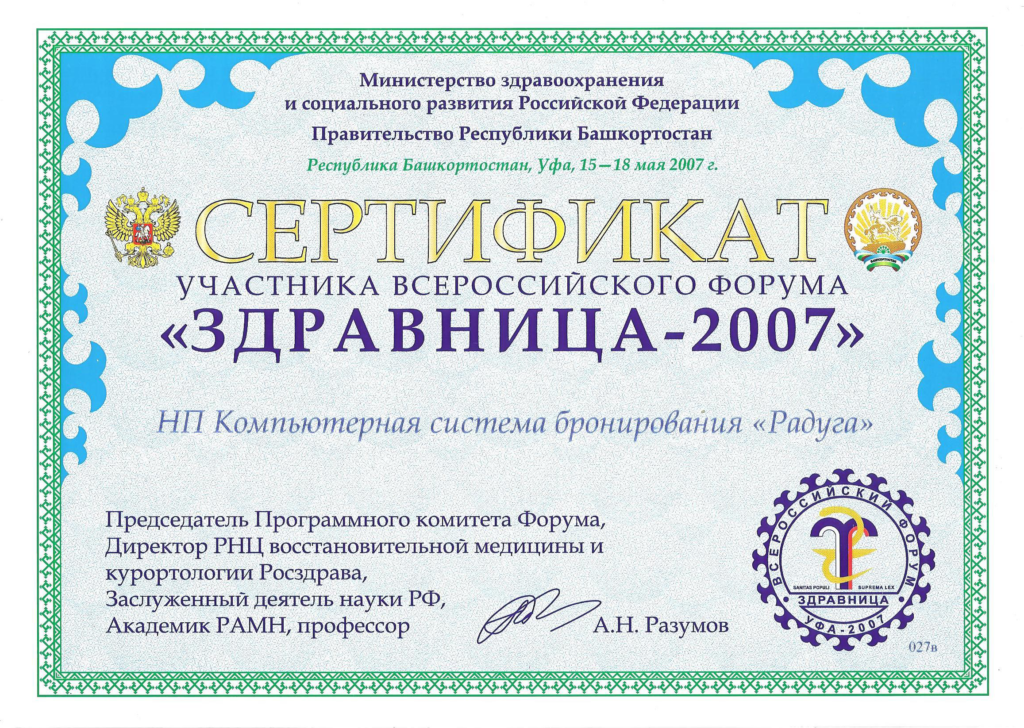 Министерство здравоохранения
и социального развития Российской Федерации
Правительство Республики Башкортостан
Республика Башкортостан, Уфа, 15—18 мая 2007 г.
СЕРТИФИКАТ
УЧАСТНИКА ВСЕРОССИЙСКОГО ФОРУМА
«ЗДРАВНИЦА-2007»
НП Компьютерная система бронирования «Радуга»
Председатель Программного комитета Форума,
Директор РНЦ восстановительной медицины и
курортологии Росздрава,
Заслуженный деятель науки РФ,
Академик РАМН, профессор
А.Н. Разумов
ВСЕРОССИЙСКИЙ ФОРУМ
SANITAS POPULI SUPREMA LEX
ЗДРАВНИЦА
УФА-2007
027в